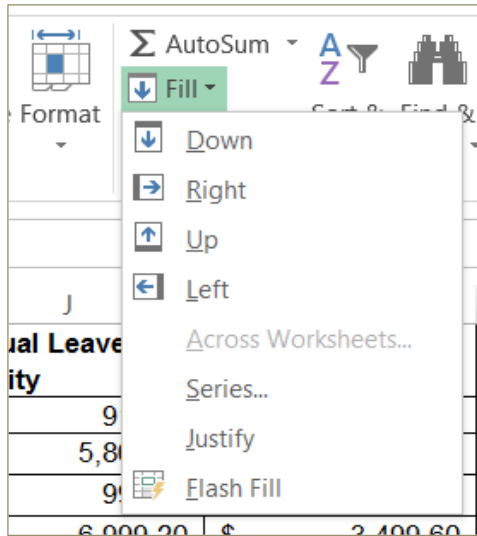 AutoSum
Fill
Format
Sort & Find &
Down
Right
Up
Left
Across Worksheets...
Series...
Justify
Flash Fill
J
ual Leave
ity
9
5,8
9
6,999.20 $ 3,499.60